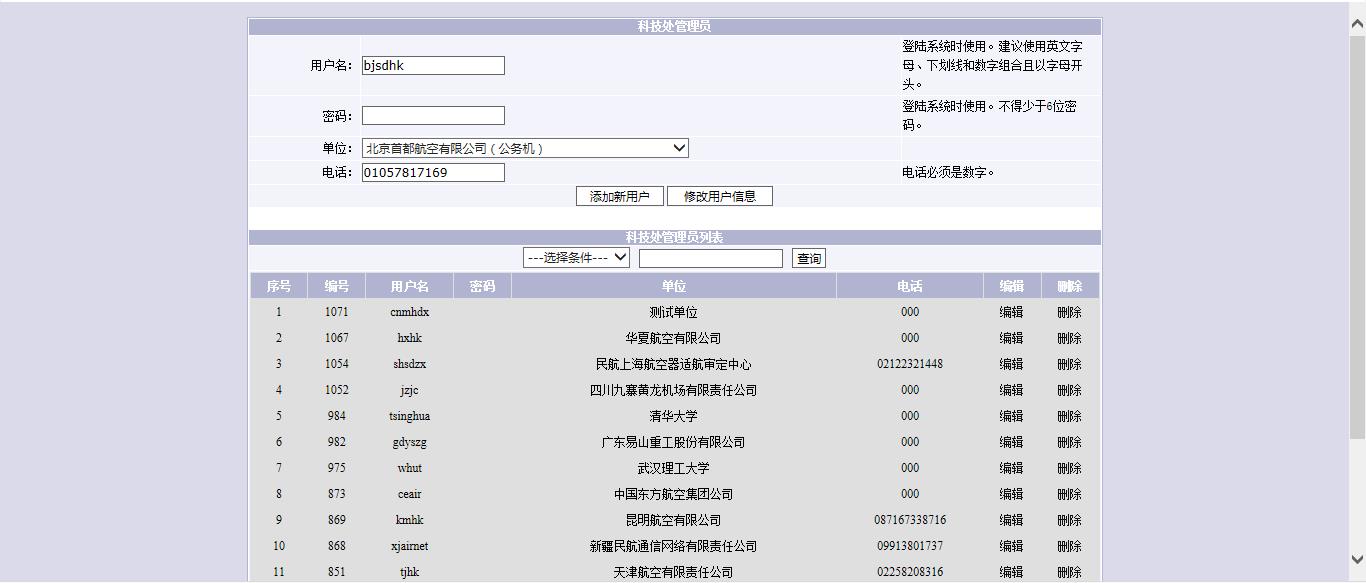 科技处管理员
用户名: bjsdhk 登陆系统时使用。建议使用英文字
母、下划线和数字组合且以字母开
头。
密码: 登陆系统时使用。不得少于6位密
码。
单位: 北京首都航空有限公司（公务机）
电话: 01057817169 电话必须是数字。
添加新用户 修改用户信息
科技处管理员列表
---选择条件--- 查询
序号 编号 用户名 密码 单位 电话 编辑 删除
1 1071 cnmhdx 测试单位 000 编辑 删除
2 1067 hxhk 华夏航空有限公司 000 编辑 删除
3 1054 shsdzx 民航上海航空器适航审定中心 02122321448 编辑 删除
4 1052 jzjc 四川九寨黄龙机场有限责任公司 000 编辑 删除
5 984 tsinghua 清华大学 000 编辑 删除
6 982 gdyszg 广东易山重工股份有限公司 000 编辑 删除
7 975 whut 武汉理工大学 000 编辑 删除
8 873 ceair 中国东方航空集团公司 000 编辑 删除
9 869 kmhk 昆明航空有限公司 087167338716 编辑 删除
10 868 xjairnet 新疆民航通信网络有限责任公司 09913801737 编辑 删除
11 851 tjhk 天津航空有限责任公司 02258208316 编辑 删除